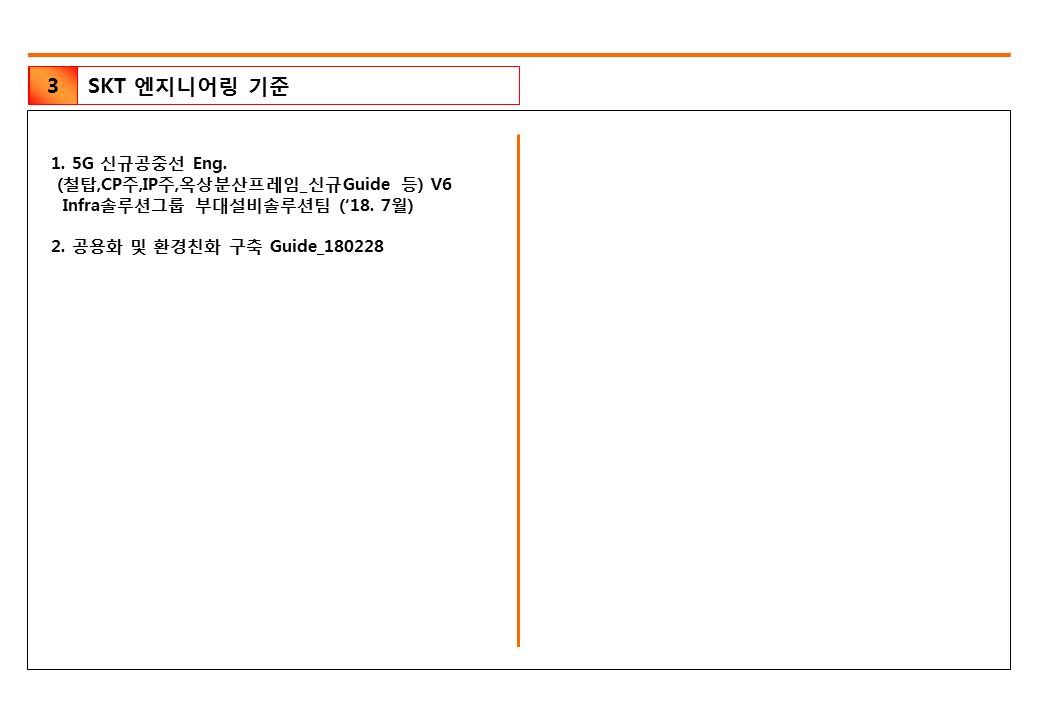 3 SKT 엔지니어링 기준
1. 5G 신규공중선 Eng.
(철탑,CP주,IP주,옥상분산프레임_신규Guide 등) V6
Infra솔루션그룹 부대설비솔루션팀 (‘18. 7월)
2. 공용화 및 환경친화 구축 Guide_180228